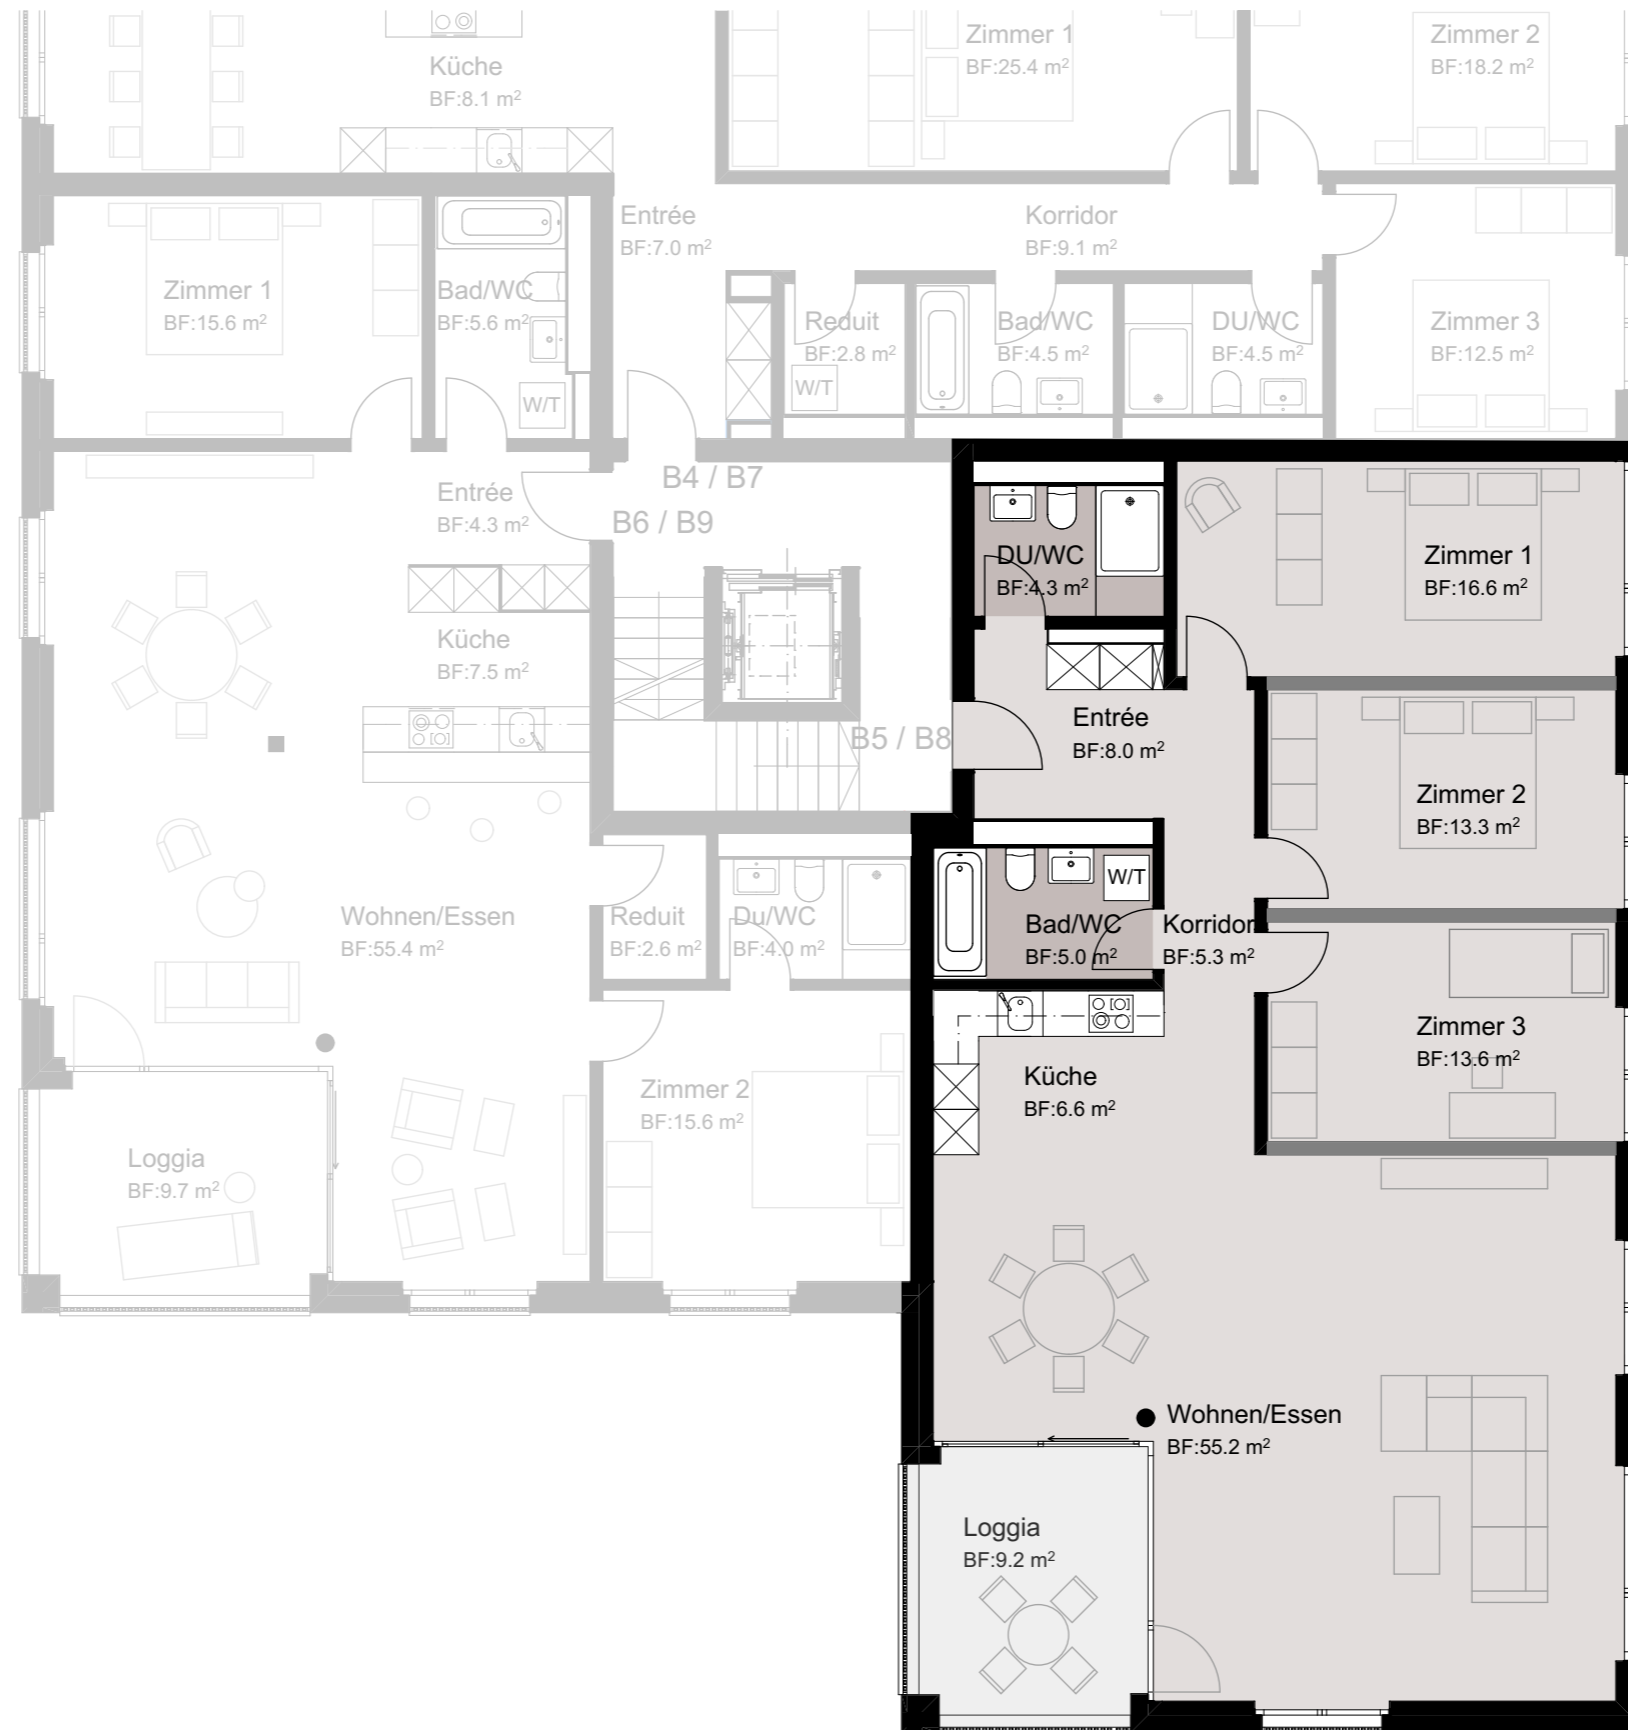 Küche
BF:8.1 m²
Zimmer 1
BF:25.4 m²
Zimmer 2
BF:18.2 m²
Entrée
BF:7.0 m²
Korridor
BF:9.1 m²
Zimmer 1
BF:15.6 m²
Bad/WC
BF:5.6 m²
W/T
Reduit
BF:2.8 m²
W/T
Bad/WC
BF:4.5 m²
DU/WC
BF:4.5 m²
Zimmer 3
BF:12.5 m²
Entrée
BF:4.3 m²
B4 / B7
B6 / B9
B5 / B8
Küche
BF:7.5 m²
DU/WC
BF:4.3 m²
Zimmer 1
BF:16.6 m²
Entrée
BF:8.0 m²
Zimmer 2
BF:13.3 m²
Wohnen/Essen
BF:55.4 m²
Reduit
BF:2.6 m²
Du/WC
BF:4.0 m²
W/T
Bad/WC
BF:5.0 m²
Korridor
BF:5.3 m²
Zimmer 3
BF:13.6 m²
Küche
BF:6.6 m²
Zimmer 2
BF:15.6 m²
Loggia
BF:9.7 m²
Wohnen/Essen
BF:55.2 m²
Loggia
BF:9.2 m²